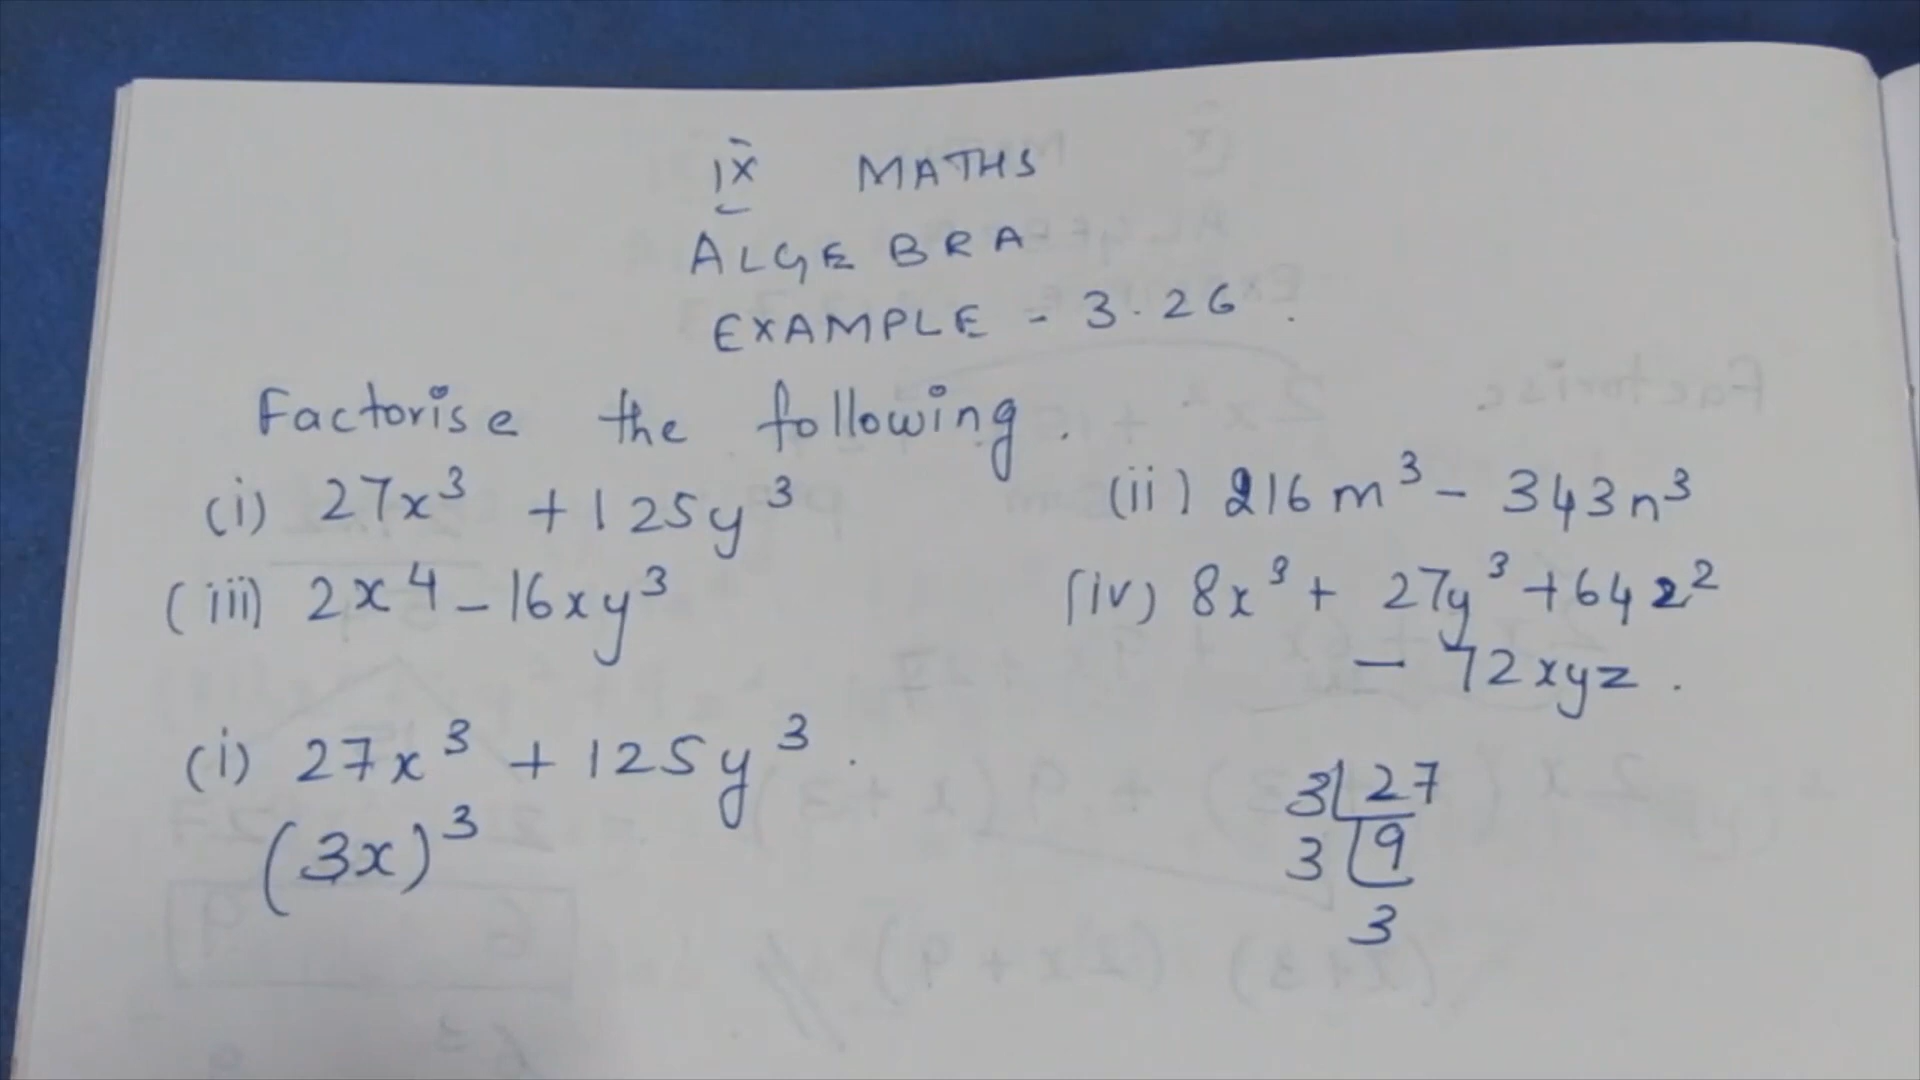 IX MATHS
ALGEBRA
EXAMPLE - 3.26.
Factorise the following.
(i) 27x³ + 125y³ (ii) 216m³ - 343n³
(iii) 2x⁴ - 16xy³ (iv) 8x³ + 27y³ + 64z²
- 72xyz.
(i) 27x³ + 125y³.
(3x)³
3 27
3 9
3